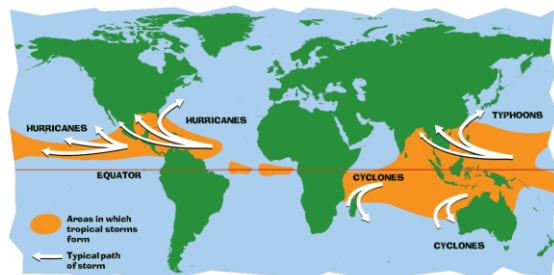 HURRICANES
HURRICANES
TYPHOONS
EQUATOR
CYCLONES
CYCLONES
Areas in which
tropical storms
form
Typical path
of storm